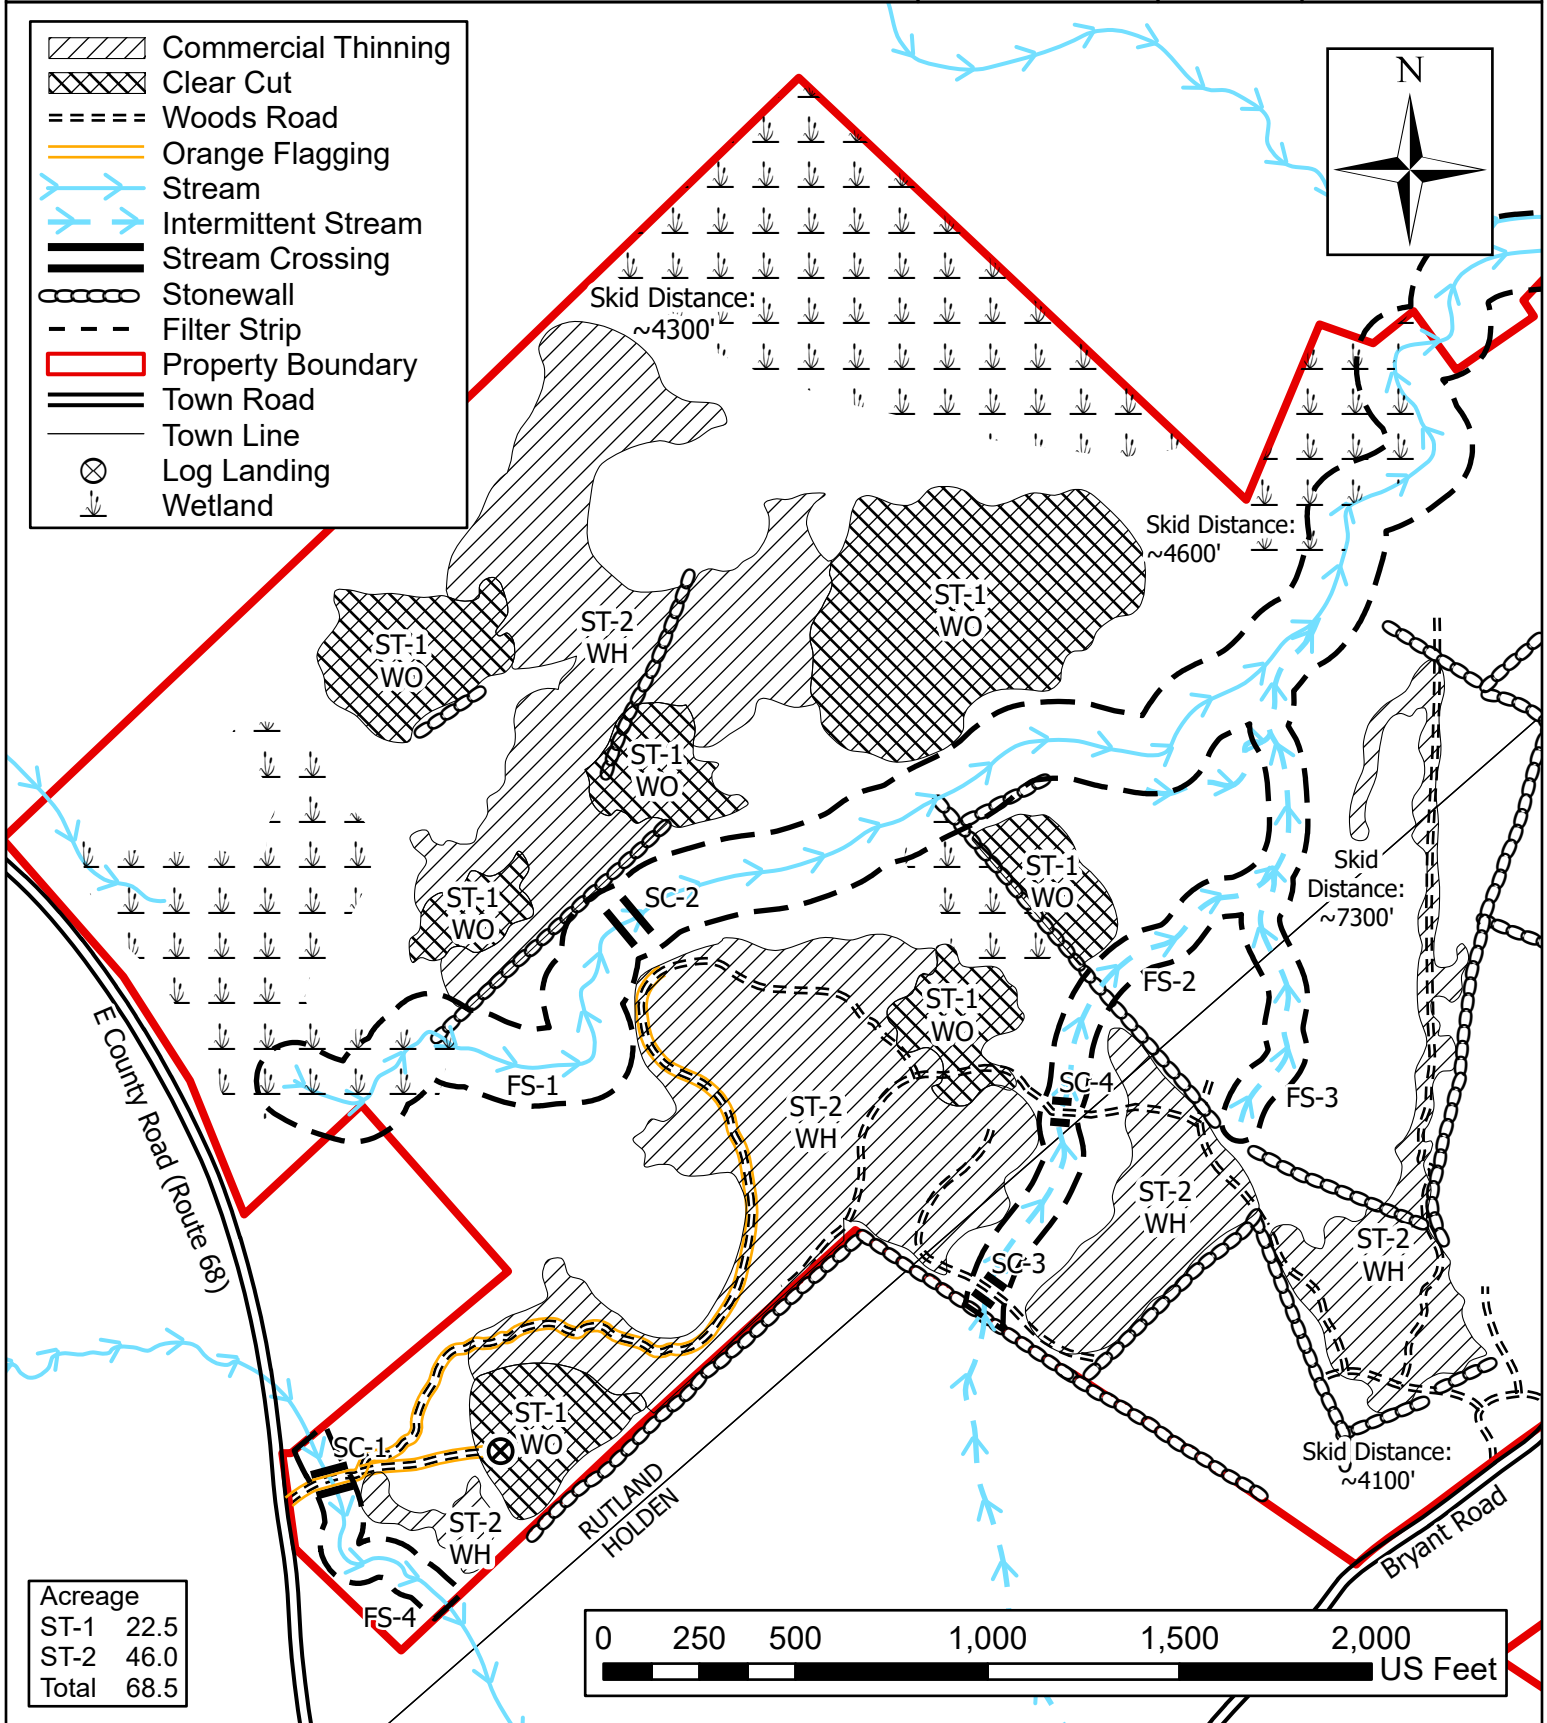 Commercial Thinning
Clear Cut
Woods Road
Orange Flagging
Stream
Intermittent Stream
Stream Crossing
Stonewall
Filter Strip
Property Boundary
Town Road
Town Line
Log Landing
Wetland
N
Skid Distance:
~4300'
Skid Distance:
~4600'
ST-1
WO
ST-2
WH
ST-1
WO
ST-1
WO
ST-1
WO
SC-2
ST-1
WO
Skid
Distance:
~7300'
FS-2
ST-1
WO
E County Road (Route 68)
FS-1
SC-4
FS-3
ST-2
WH
ST-2
WH
ST-2
WH
SC-3
ST-1
WO
SC-1
ST-2
WH
RUTLAND
HOLDEN
Skid Distance:
~4100'
Bryant Road
FS-4
Acreage
ST-1 22.5
ST-2 46.0
Total 68.5
0 250 500 1,000 1,500 2,000
US Feet